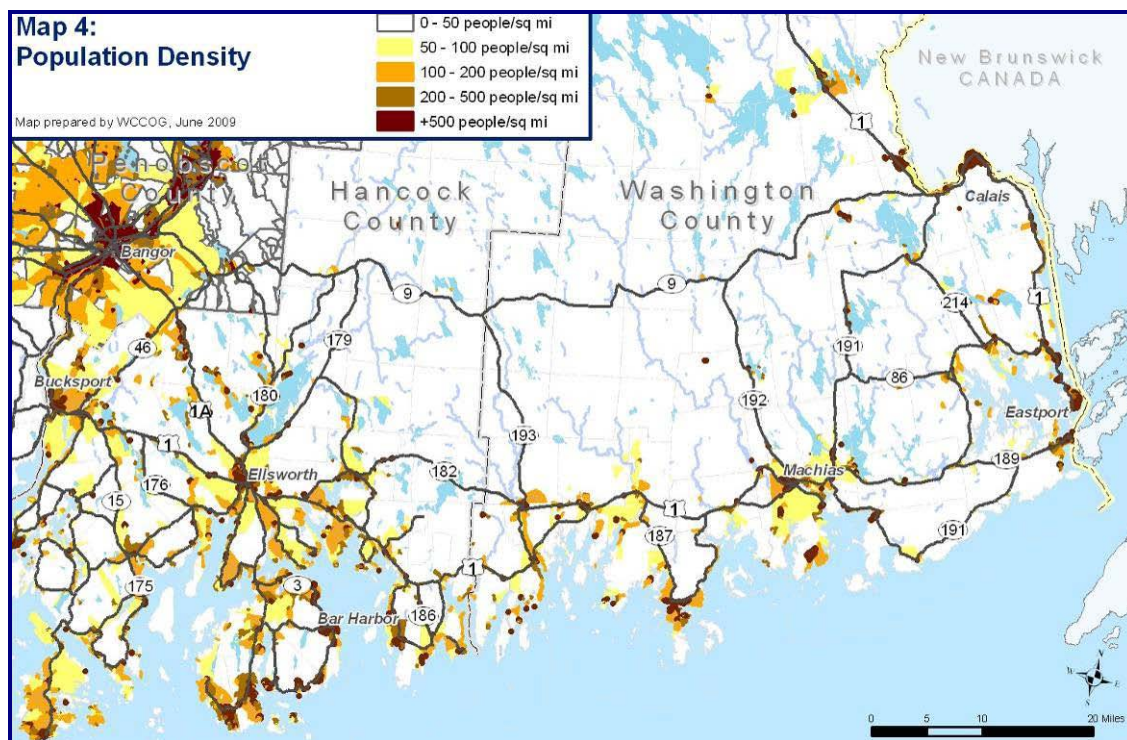 Map 4:
Population Density
Map prepared by WCCOG, June 2009
0 - 50 people/sq mi
50 - 100 people/sq mi
100 - 200 people/sq mi
200 - 500 people/sq mi
+500 people/sq mi
New Brunswick
CANADA
1
Penobscot
County
Hancock
County
Washington
County
Calais
Bangor
9
9
1
214
46
179
191
86
Bucksport
1A
180
192
Eastport
1
193
182
Ellsworth
Machias
189
15
176
1
187
191
175
3
1
Bar Harbor
186
N
W
E
S
0
5
10
20 Miles